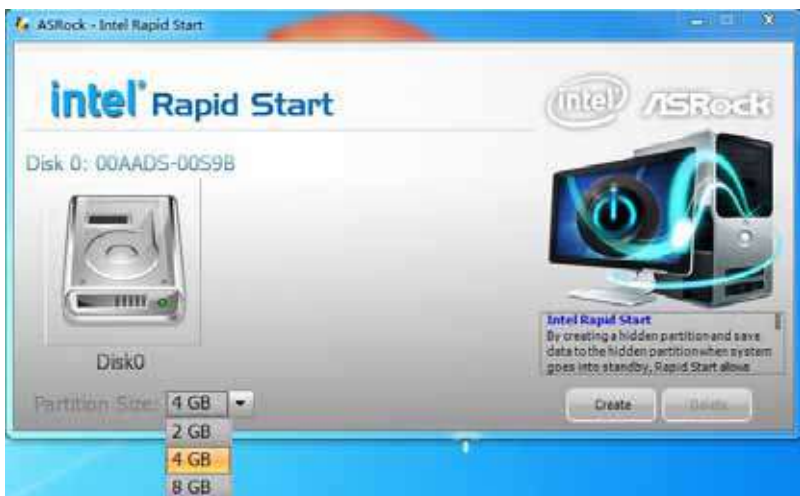 ASRock - Intel Rapid Start
intel® Rapid Start
intel ASRock
Disk 0: 00AADS-00S9B
Disk0
Intel Rapid Start
By creating a hidden partition and save
data to the hidden partition when system
goes into standby, Rapid Start allows
Partition Size: 4 GB
Create Delete
2 GB
4 GB
8 GB